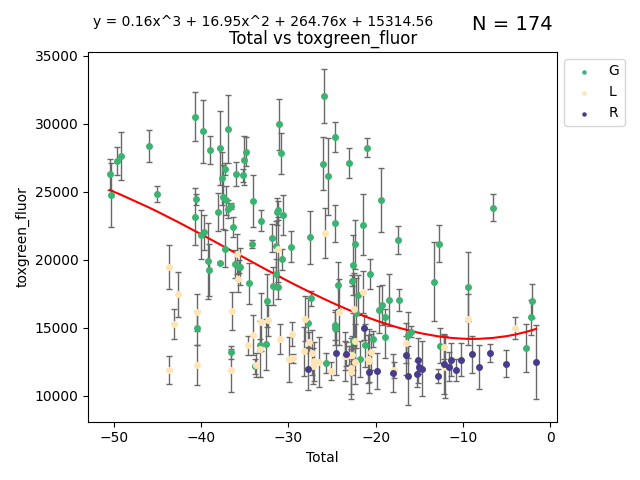 y = 0.16x^3 + 16.95x^2 + 264.76x + 15314.56
N = 174
Total vs toxgreen_fluor
35000
30000
25000
20000
15000
10000
toxgreen_fluor
−50
−40
−30
−20
−10
0
Total
G
L
R